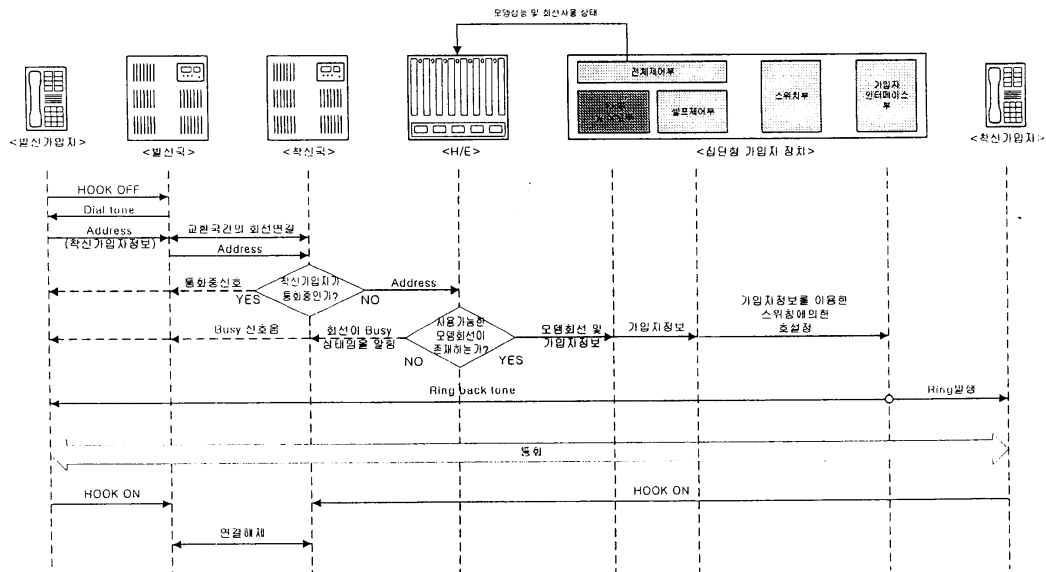 모뎀성능 및 회선사용 상태
전체제어부
셀프제어부
스위치부
가입자
인터페이스
부
<발신가입자>
<발신국>
<착신국>
<H/E>
<집단형 가입자 장치>
<착신가입자>
HOOK OFF
Dial tone
Address
(착신가입자정보)
교환국간의 회선연결
Address
통화중신호
YES
착신가입자가
통화중인가?
NO
Address
Busy 신호음
회선이 Busy
상태임을 알림
NO
사용가능한
모뎀회선이
존재하는가?
YES
모뎀회선 및
가입자정보
가입자정보
가입자정보를 이용한
스위칭에의한
호설정
Ring back tone
Ring발생
통화
HOOK ON
HOOK ON
연결해제